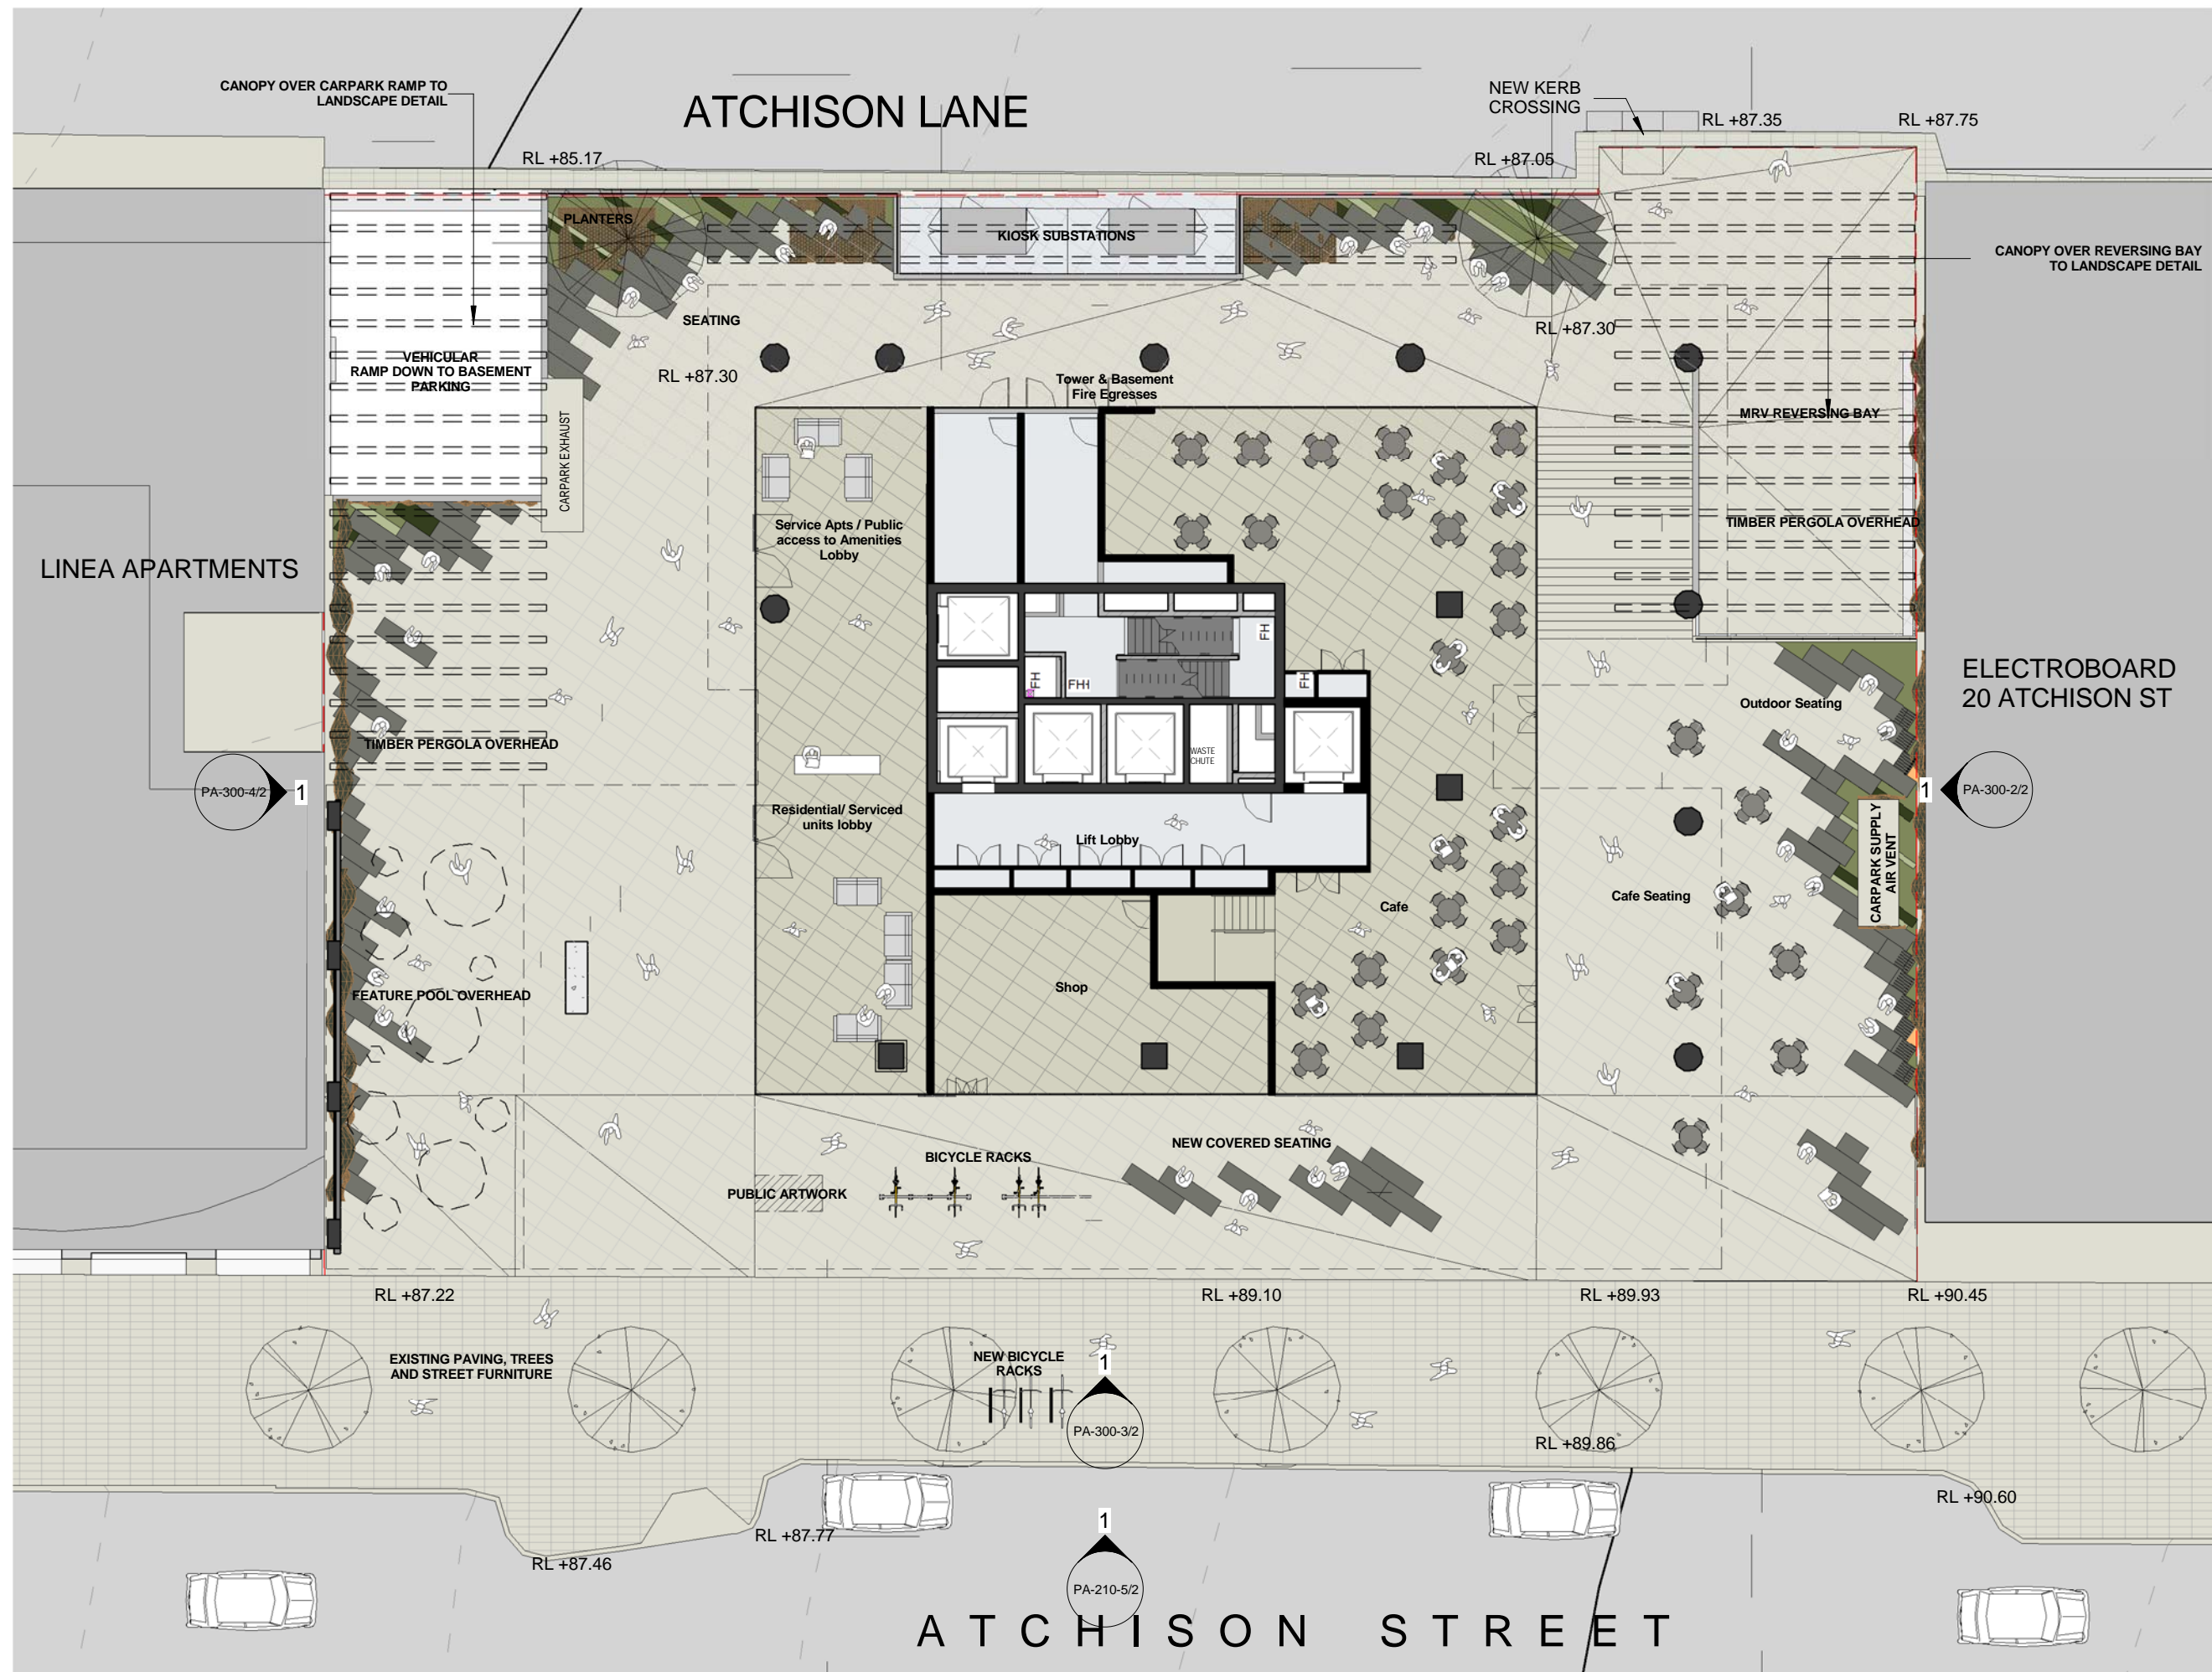 CANOPY OVER CARPARK RAMP TO
LANDSCAPE DETAIL
ATCHISON LANE
NEW KERB
CROSSING
RL +87.35
RL +87.75
RL +85.17
RL +87.05
PLANTERS
KIOSK SUBSTATIONS
CANOPY OVER REVERSING BAY
TO LANDSCAPE DETAIL
SEATING
RL +87.30
VEHICULAR
RAMP DOWN TO BASEMENT
PARKING
RL +87.30
Tower & Basement
Fire Egresses
MRV REVERSING BAY
CARPARK EXHAUST
Service Apts / Public
access to Amenities
Lobby
TIMBER PERGOLA OVERHEAD
LINEA APARTMENTS
FH
FH
FHI
FH
ELECTROBOARD
20 ATCHISON ST
Outdoor Seating
TIMBER PERGOLA OVERHEAD
WASTE
CHUTE
PA-300-4/2
1
1
PA-300-2/2
Residential/ Serviced
units lobby
Lift Lobby
CARPARK SUPPLY
AIR VENT
Cafe Seating
Cafe
Shop
FEATURE POOL OVERHEAD
NEW COVERED SEATING
BICYCLE RACKS
PUBLIC ARTWORK
RL +87.22
RL +89.10
RL +89.93
RL +90.45
EXISTING PAVING, TREES
AND STREET FURNITURE
NEW BICYCLE
RACKS
1
PA-300-3/2
RL +89.86
RL +90.60
RL +87.77
1
RL +87.46
PA-210-5/2
ATCHISON STREET